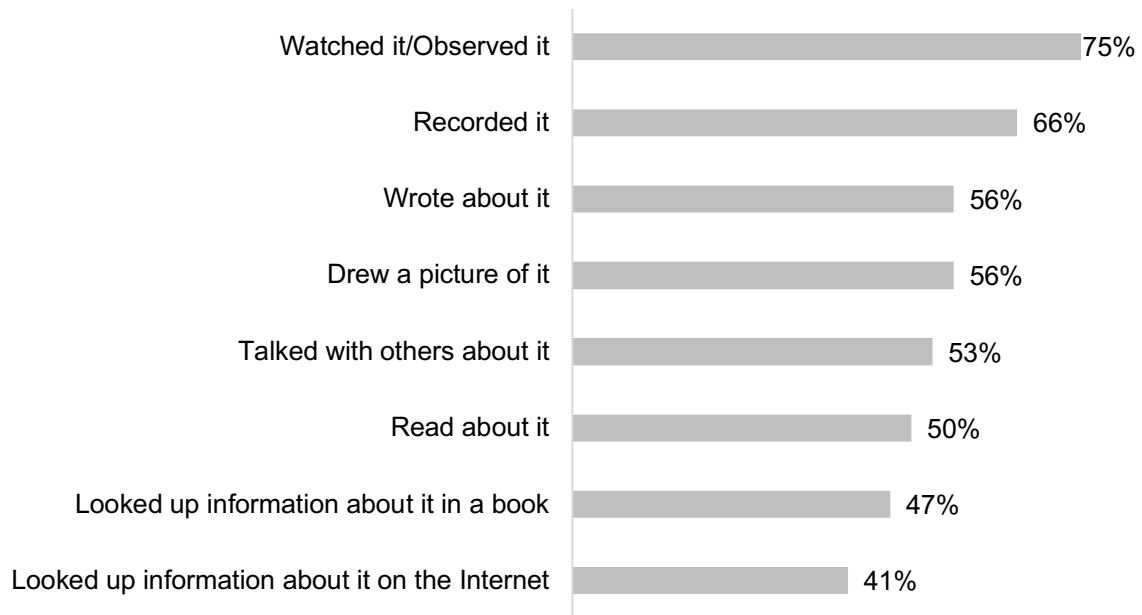 Watched it/Observed it 75%
Recorded it 66%
Wrote about it 56%
Drew a picture of it 56%
Talked with others about it 53%
Read about it 50%
Looked up information about it in a book 47%
Looked up information about it on the Internet 41%